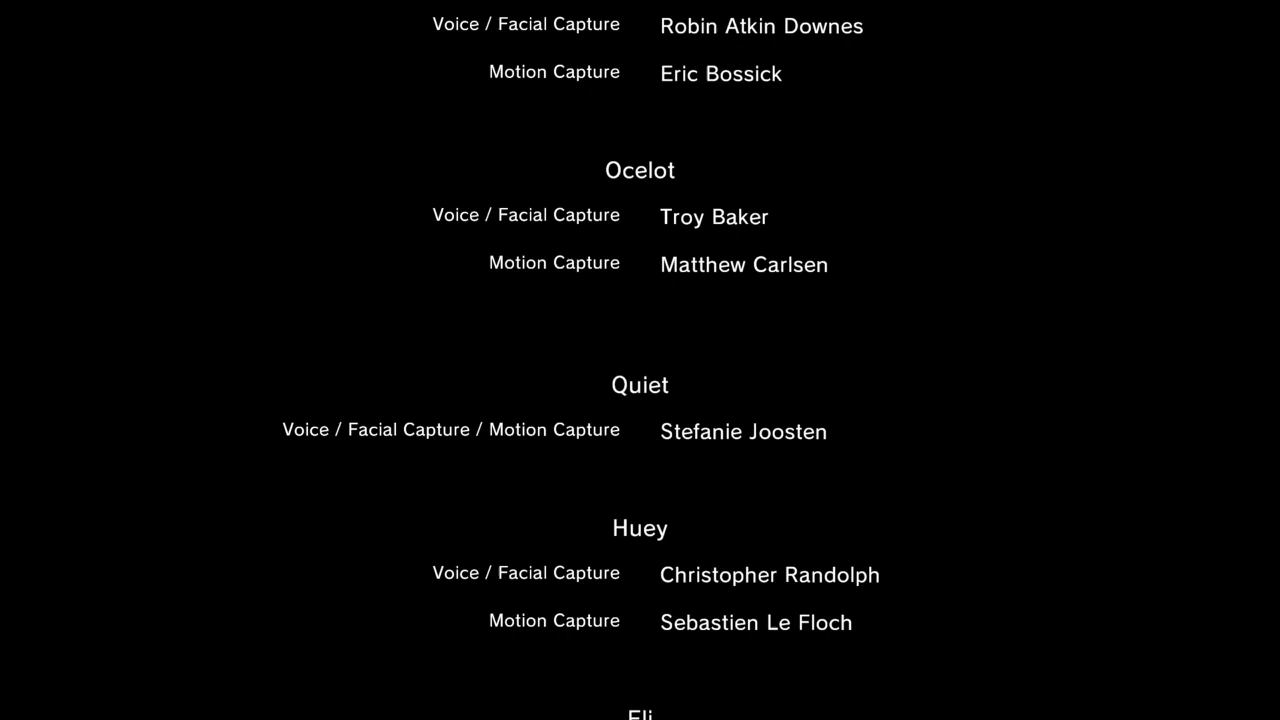 Voice / Facial Capture Robin Atkin Downes
Motion Capture Eric Bossick
Ocelot
Voice / Facial Capture Troy Baker
Motion Capture Matthew Carlsen
Quiet
Voice / Facial Capture / Motion Capture Stefanie Joosten
Huey
Voice / Facial Capture Christopher Randolph
Motion Capture Sebastien Le Floch
Eli